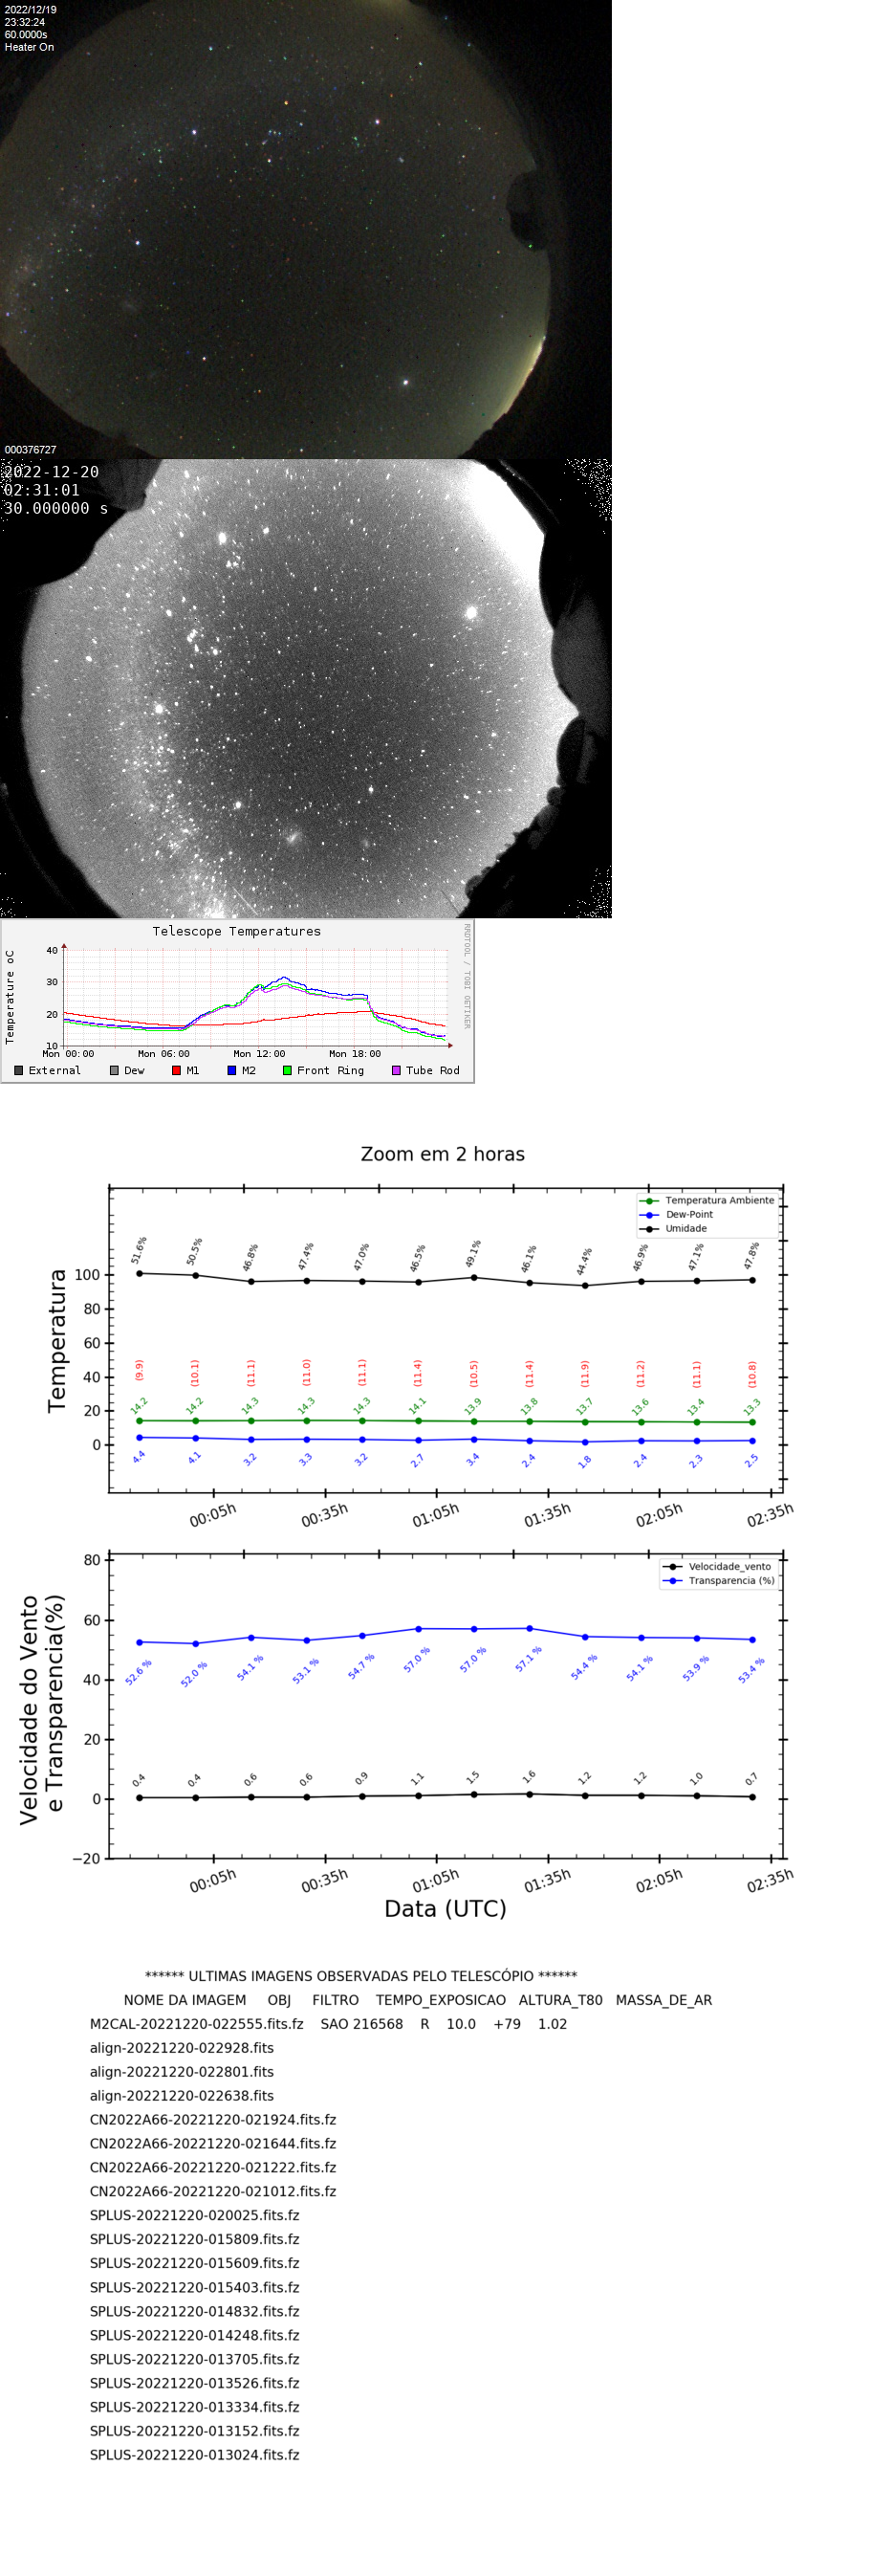 2022/12/19
23:32:24
60.0000s
Heater On
000376727
2022-12-20
02:31:01
30.000000 s
Telescope Temperatures
RRDTOOL / TOBI OETIKER
Temperature oC
40
30
20
10
Mon 00:00 Mon 06:00 Mon 12:00 Mon 18:00
External Dew M1 M2 Front Ring Tube Rod
Zoom em 2 horas
Temperatura Ambiente
Dew-Point
Umidade
Temperatura
100
80
60
40
20
0
51.6% 50.5% 46.8% 47.4% 47.0% 46.5% 49.1% 46.1% 44.4% 46.9% 47.1% 47.8%
(9.9) (10.1) (11.1) (11.0) (11.1) (11.4) (10.5) (11.4) (11.9) (11.2) (11.1) (10.8)
14.2 14.2 14.3 14.3 14.3 14.1 13.9 13.8 13.7 13.6 13.4 13.3
4.4 4.1 3.2 3.3 3.2 2.7 3.4 2.4 1.8 2.4 2.3 2.5
00:05h 00:35h 01:05h 01:35h 02:05h 02:35h
Velocidade_vento
Transparencia (%)
Velocidade do Vento
e Transparencia(%)
80
60
40
20
0
−20
52.6 % 52.0 % 54.1 % 53.1 % 54.7 % 57.0 % 57.0 % 57.1 % 54.4 % 54.1 % 53.9 % 53.4 %
0.4 0.4 0.6 0.6 0.9 1.1 1.5 1.6 1.2 1.2 1.0 0.7
00:05h 00:35h 01:05h 01:35h 02:05h 02:35h
Data (UTC)
****** ULTIMAS IMAGENS OBSERVADAS PELO TELESCÓPIO ******
NOME DA IMAGEM OBJ FILTRO TEMPO_EXPOSICAO ALTURA_T80 MASSA_DE_AR
M2CAL-20221220-022555.fits.fz SAO 216568 R 10.0 +79 1.02
align-20221220-022928.fits
align-20221220-022801.fits
align-20221220-022638.fits
CN2022A66-20221220-021924.fits.fz
CN2022A66-20221220-021644.fits.fz
CN2022A66-20221220-021222.fits.fz
CN2022A66-20221220-021012.fits.fz
SPLUS-20221220-020025.fits.fz
SPLUS-20221220-015809.fits.fz
SPLUS-20221220-015609.fits.fz
SPLUS-20221220-015403.fits.fz
SPLUS-20221220-014832.fits.fz
SPLUS-20221220-014248.fits.fz
SPLUS-20221220-013705.fits.fz
SPLUS-20221220-013526.fits.fz
SPLUS-20221220-013334.fits.fz
SPLUS-20221220-013152.fits.fz
SPLUS-20221220-013024.fits.fz